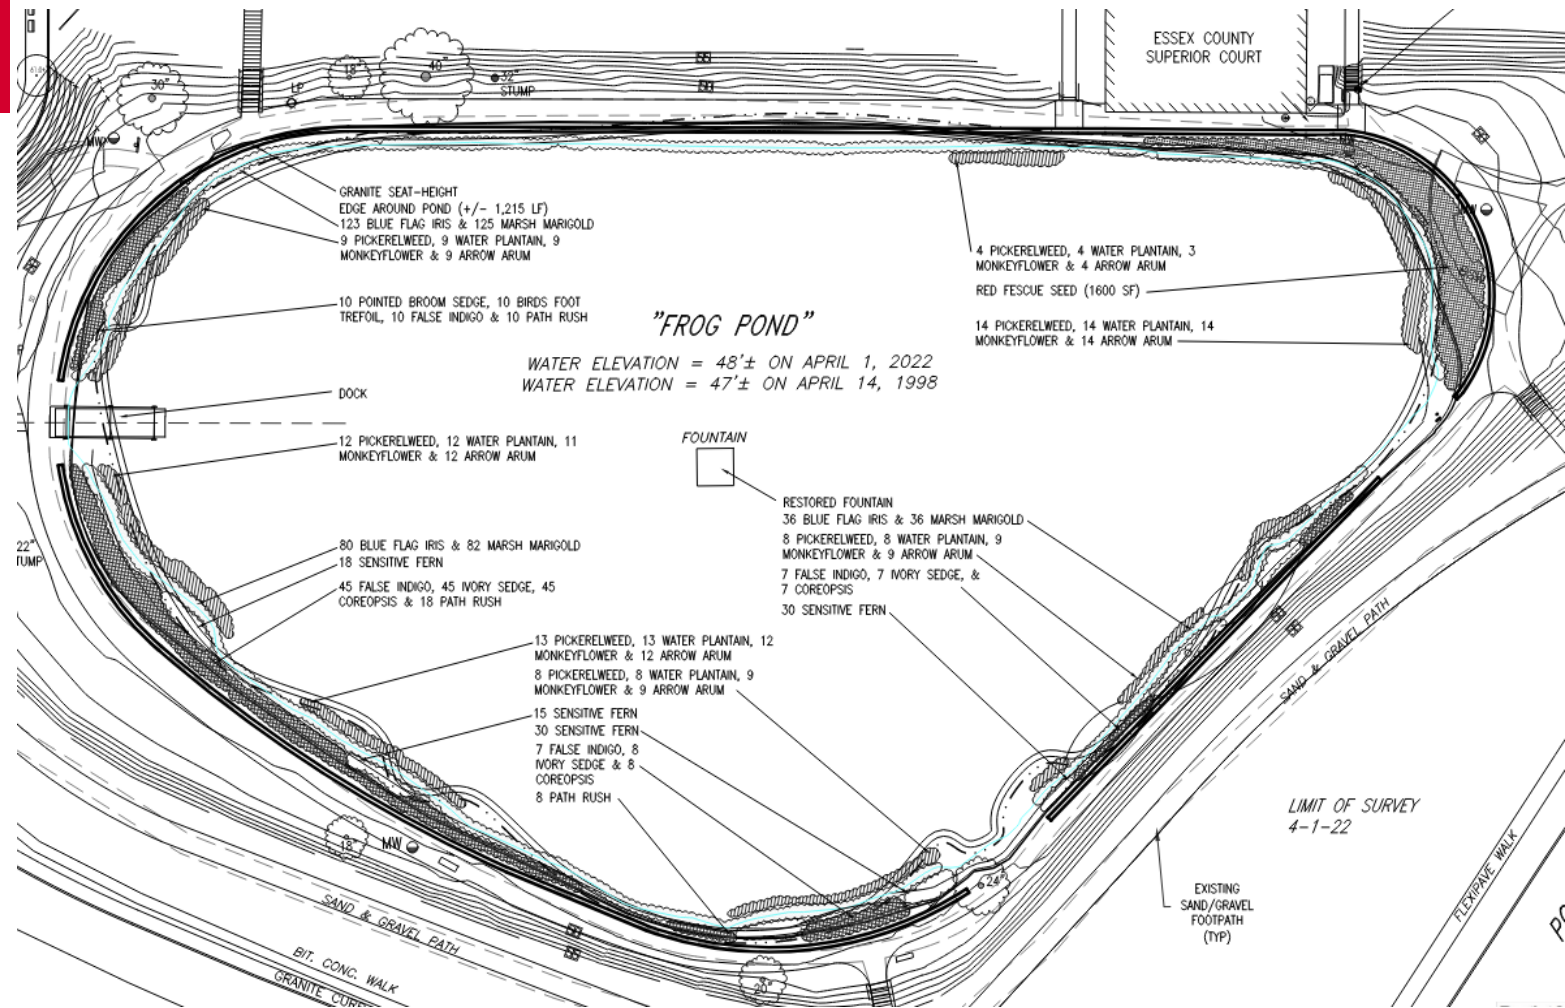 ESSEX COUNTY
SUPERIOR COURT
30"
18"
40"
32"
STUMP
LP
MW
GRANITE SEAT-HEIGHT
EDGE AROUND POND (+/- 1,215 LF)
123 BLUE FLAG IRIS & 125 MARSH MARIGOLD
9 PICKERELWEED, 9 WATER PLANTAIN, 9
MONKEYFLOWER & 9 ARROW ARUM
10 POINTED BROOM SEDGE, 10 BIRDS FOOT
TREFOIL, 10 FALSE INDIGO & 10 PATH RUSH
DOCK
12 PICKERELWEED, 12 WATER PLANTAIN, 11
MONKEYFLOWER & 12 ARROW ARUM
80 BLUE FLAG IRIS & 82 MARSH MARIGOLD
18 SENSITIVE FERN
45 FALSE INDIGO, 45 IVORY SEDGE, 45
COREOPSIS & 18 PATH RUSH
"FROG POND"
WATER ELEVATION = 48'± ON APRIL 1, 2022
WATER ELEVATION = 47'± ON APRIL 14, 1998
FOUNTAIN
4 PICKERELWEED, 4 WATER PLANTAIN, 3
MONKEYFLOWER & 4 ARROW ARUM
RED FESCUE SEED (1600 SF)
14 PICKERELWEED, 14 WATER PLANTAIN, 14
MONKEYFLOWER & 14 ARROW ARUM
RESTORED FOUNTAIN
36 BLUE FLAG IRIS & 36 MARSH MARIGOLD
8 PICKERELWEED, 8 WATER PLANTAIN, 9
MONKEYFLOWER & 9 ARROW ARUM
7 FALSE INDIGO, 7 IVORY SEDGE, &
7 COREOPSIS
30 SENSITIVE FERN
13 PICKERELWEED, 13 WATER PLANTAIN, 12
MONKEYFLOWER & 12 ARROW ARUM
8 PICKERELWEED, 8 WATER PLANTAIN, 9
MONKEYFLOWER & 9 ARROW ARUM
15 SENSITIVE FERN
30 SENSITIVE FERN
7 FALSE INDIGO, 8
IVORY SEDGE & 8
COREOPSIS
8 PATH RUSH
22"
TUMP
18"
MW
24"
20"
SAND & GRAVEL PATH
SAND & GRAVEL PATH
BIT. CONC. WALK
GRANITE CURB
LIMIT OF SURVEY
4-1-22
EXISTING
SAND/GRAVEL
FOOTPATH
(TYP)
FLEXIPAVE WALK